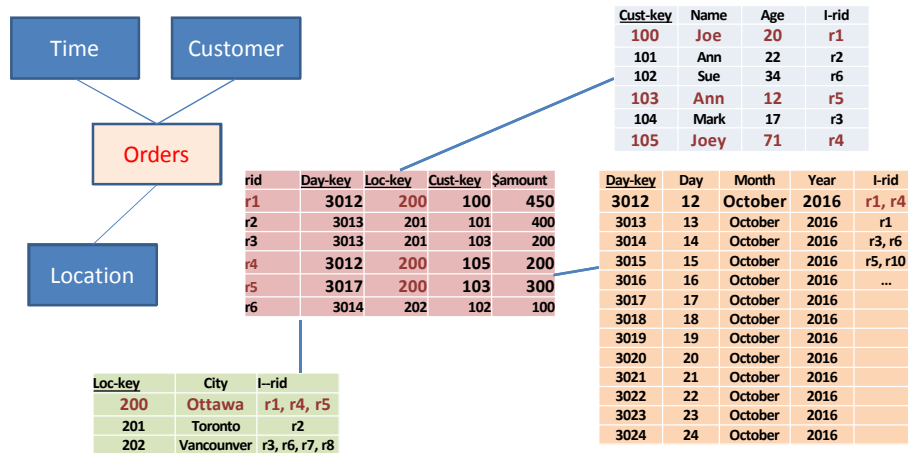 Time
Customer
Orders
Location
Cust-key Name Age I-rid
100 Joe 20 r1
101 Ann 22 r2
102 Sue 34 r6
103 Ann 12 r5
104 Mark 17 r3
105 Joey 71 r4
rid Day-key Loc-key Cust-key $amount
r1 3012 200 100 450
r2 3013 201 101 400
r3 3013 201 103 200
r4 3012 200 105 200
r5 3017 200 103 300
r6 3014 202 102 100
Day-key Day Month Year I-rid
3012 12 October 2016 r1, r4
3013 13 October 2016 r1
3014 14 October 2016 r3, r6
3015 15 October 2016 r5, r10
3016 16 October 2016 ...
3017 17 October 2016
3018 18 October 2016
3019 19 October 2016
3020 20 October 2016
3021 21 October 2016
3022 22 October 2016
3023 23 October 2016
3024 24 October 2016
Loc-key City I--rid
200 Ottawa r1, r4, r5
201 Toronto r2
202 Vancounver r3, r6, r7, r8